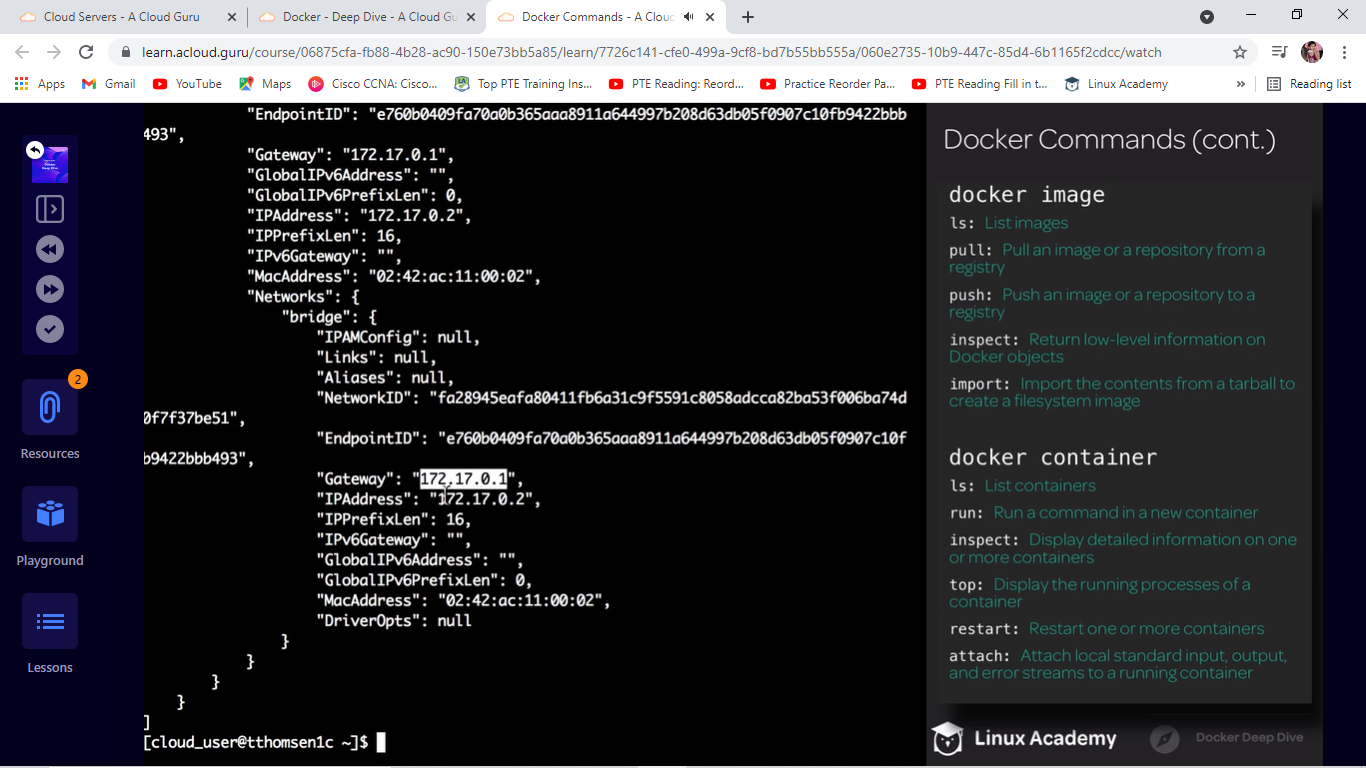 Cloud Servers - A Cloud Guru
Docker - Deep Dive - A Cloud Gu
Docker Commands - A Cloud
learn.acloud.guru/course/06875cfa-fb88-4b28-ac90-150e73bb5a85/learn/7726c141-cfe0-499a-9cf8-bd7b55bb555a/060e2735-10b9-447c-85d4-6b1165f2cdcc/watch
Apps
Gmail
YouTube
Maps
Cisco CCNA: Cisco...
Top PTE Training Ins...
PTE Reading: Reord...
Practice Reorder Pa...
PTE Reading Fill in t...
Linux Academy
»
Reading list
Docker
Deep Dive
2
Resources
Playground
Lessons
"EndpointID": "e760b0409fa70a0b365aaa8911a644997b208d63db05f0907c10fb9422bbb
493",
"Gateway": "172.17.0.1",
"GlobalIPv6Address": "",
"GlobalIPv6PrefixLen": 0,
"IPAddress": "172.17.0.2",
"IPPrefixLen": 16,
"IPv6Gateway": "",
"MacAddress": "02:42:ac:11:00:02",
"Networks": {
"bridge": {
"IPAMConfig": null,
"Links": null,
"Aliases": null,
"NetworkID": "fa28945eafa80411fb6a31c9f5591c8058adcca82ba53f006ba74d
0f7f37be51",
"EndpointID": "e760b0409fa70a0b365aaa8911a644997b208d63db05f0907c10f
b9422bbb493",
"Gateway": "172.17.0.1",
"IPAddress": "172.17.0.2",
"IPPrefixLen": 16,
"IPv6Gateway": "",
"GlobalIPv6Address": "",
"GlobalIPv6PrefixLen": 0,
"MacAddress": "02:42:ac:11:00:02",
"DriverOpts": null
}
}
}
}
]
[cloud_user@tthomsen1c ~]$
Docker Commands (cont.)
docker image
ls: List images
pull: Pull an image or a repository from a
registry
push: Push an image or a repository to a
registry
inspect: Return low-level information on
Docker objects
import: Import the contents from a tarball to
create a filesystem image
docker container
ls: List containers
run: Run a command in a new container
inspect: Display detailed information on one
or more containers
top: Display the running processes of a
container
restart: Restart one or more containers
attach: Attach local standard input, output,
and error streams to a running container
Linux Academy
Docker Deep Dive